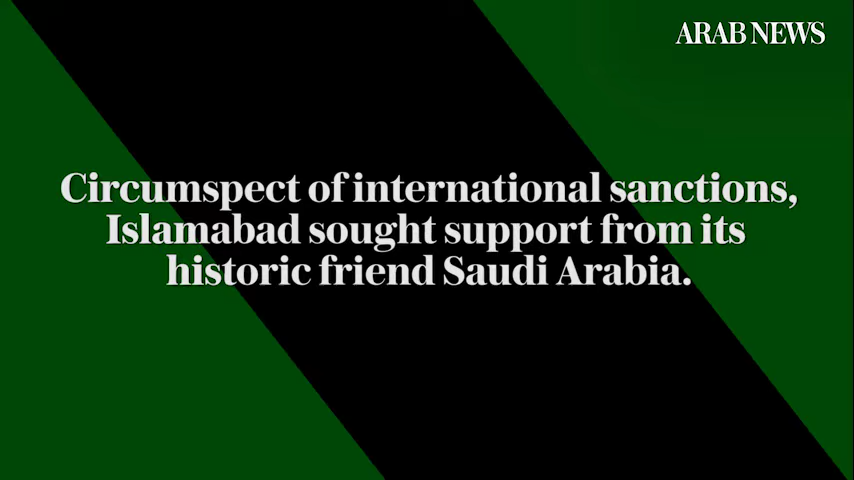 ARAB NEWS
Circumspect of international sanctions,
Islamabad sought support from its
historic friend Saudi Arabia.